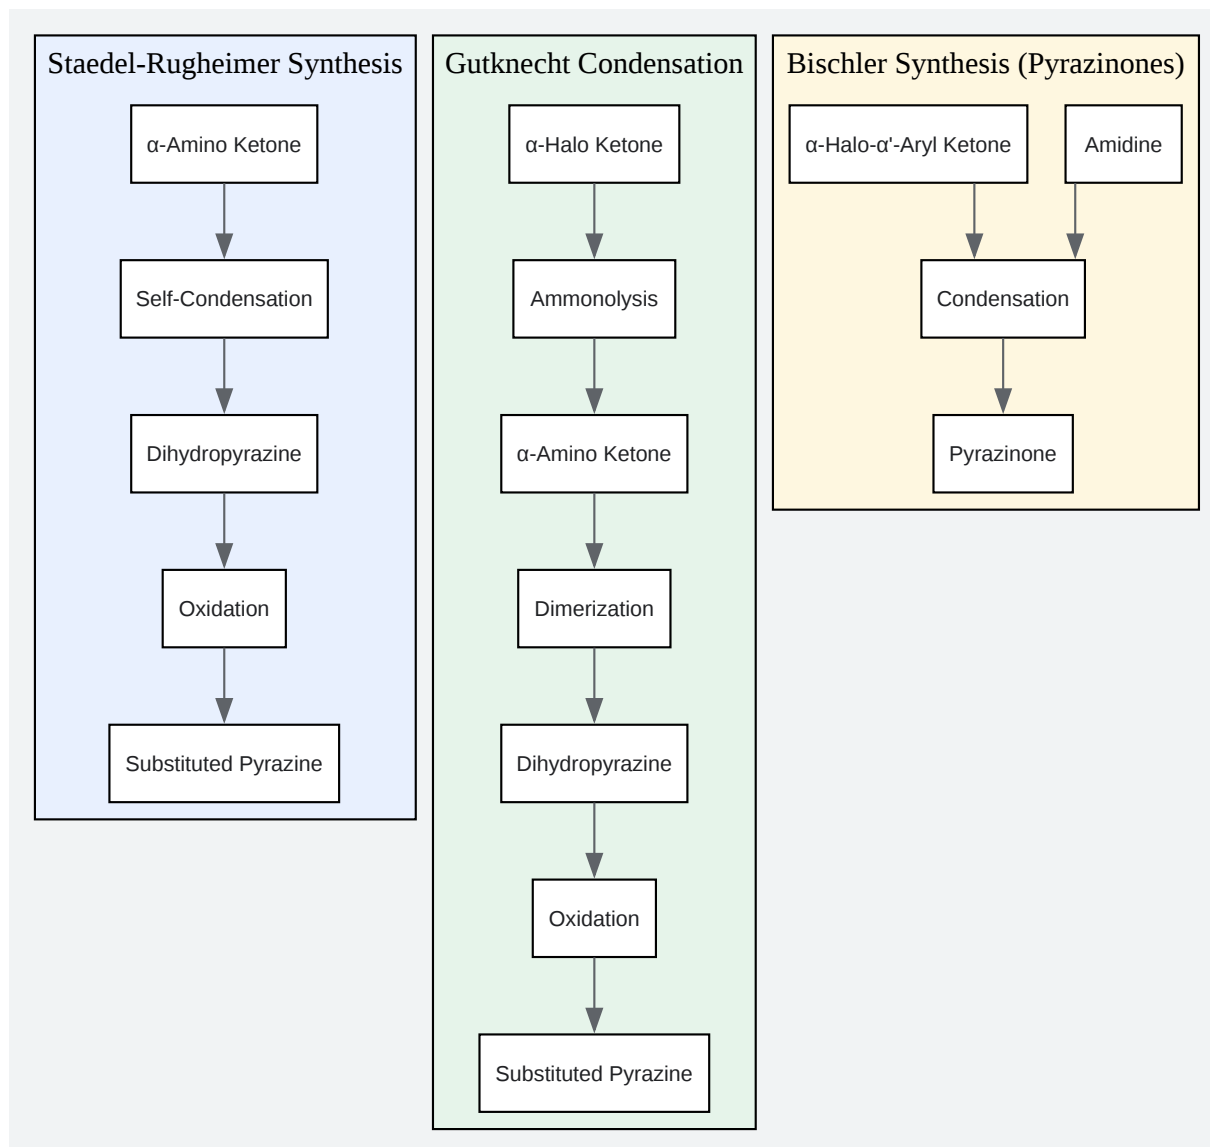 Staedel-Rugheimer Synthesis
α-Amino Ketone
Self-Condensation
Dihydropyrazine
Oxidation
Substituted Pyrazine
Gutknecht Condensation
α-Halo Ketone
Ammonolysis
α-Amino Ketone
Dimerization
Dihydropyrazine
Oxidation
Substituted Pyrazine
Bischler Synthesis (Pyrazinones)
α-Halo-α'-Aryl Ketone
Amidine
Condensation
Pyrazinone